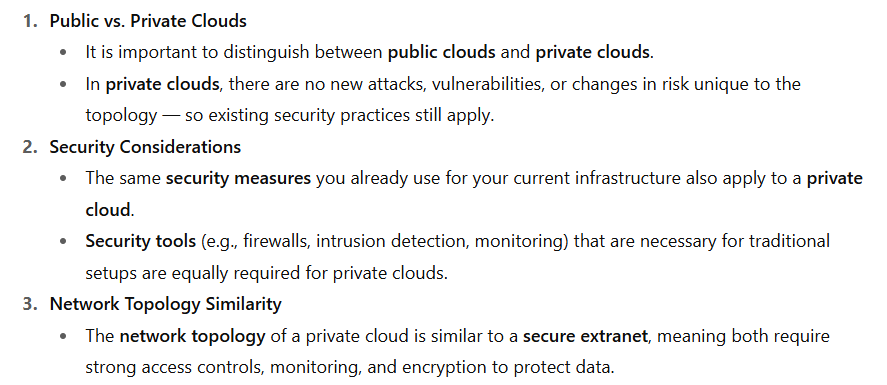 1. Public vs. Private Clouds
• It is important to distinguish between public clouds and private clouds.
• In private clouds, there are no new attacks, vulnerabilities, or changes in risk unique to the
topology — so existing security practices still apply.
2. Security Considerations
• The same security measures you already use for your current infrastructure also apply to a private
cloud.
• Security tools (e.g., firewalls, intrusion detection, monitoring) that are necessary for traditional
setups are equally required for private clouds.
3. Network Topology Similarity
• The network topology of a private cloud is similar to a secure extranet, meaning both require
strong access controls, monitoring, and encryption to protect data.